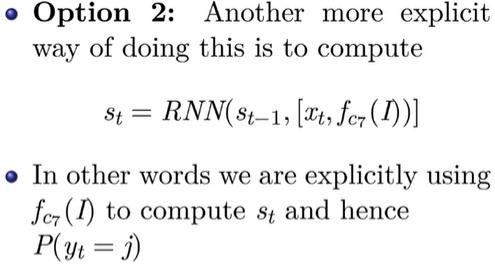 • Option 2: Another more explicit
way of doing this is to compute
s_t = RNN(s_{t−1}, [x_t, f_{c_7}(I))]
• In other words we are explicitly using
f_{c_7}(I) to compute s_t and hence
P(y_t = j)